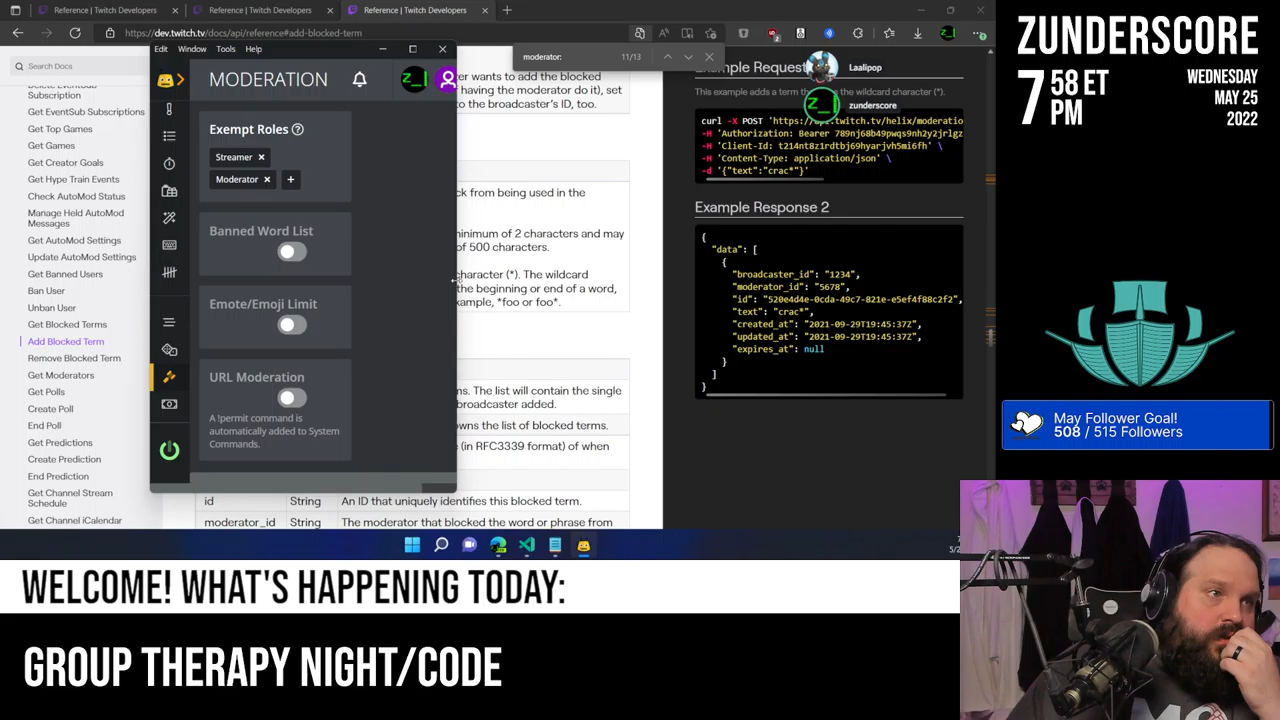 Reference | Twitch Developers
Reference | Twitch Developers
Reference | Twitch Developers
https://dev.twitch.tv/docs/api/reference#add-blocked-term
Search Docs
Delete EventSub
Subscription
Get EventSub Subscriptions
Get Top Games
Get Games
Get Creator Goals
Get Hype Train Events
Check AutoMod Status
Manage Held AutoMod
Messages
Get AutoMod Settings
Update AutoMod Settings
Get Banned Users
Ban User
Unban User
Get Blocked Terms
Add Blocked Term
Remove Blocked Term
Get Moderators
Get Polls
Create Poll
End Poll
Get Predictions
Create Prediction
End Prediction
Get Channel Stream
Schedule
Get Channel iCalendar
Edit Window Tools Help
MODERATION
Exempt Roles
Streamer
Moderator
Banned Word List
Emote/Emoji Limit
URL Moderation
A !permit command is
automatically added to System
Commands.
moderator:
11/13
er wants to add the blocked
having the moderator do it), set
to the broadcaster's ID, too.
ck from being used in the
minimum of 2 characters and may
of 500 characters.
character (*). The wildcard
the beginning or end of a word,
xample, *foo or foo*.
ms. The list will contain the single
broadcaster added.
wns the list of blocked terms.
(in RFC3339 format) of when
id String An ID that uniquely identifies this blocked term.
moderator_id String The moderator that blocked the word or phrase from
Example Reques
This example adds a term th the wildcard character (*).
curl -X POST 'https://api.twitch.tv/helix/moderatio
-H 'Authorization: Bearer 789nj68b49pwqs9nh2y2jrlgz
-H 'Client-Id: t214nt8z1rdtbj69hyarjvh5mi6fh' \
-H 'Content-Type: application/json' \
-d '{"text":"crac*"}'
Example Response 2
{
"data": [
{
"broadcaster_id": "1234",
"moderator_id": "5678",
"id": "520e4d4e-0cda-49c7-821e-e5ef4f88c2f2",
"text": "crac*",
"created_at": "2021-09-29T19:45:37Z",
"updated_at": "2021-09-29T19:45:37Z",
"expires_at": null
}
]
}
Laalipop
zunderscore
ZUNDERSCORE
7 58 ET
PM
WEDNESDAY
MAY 25
2022
May Follower Goal!
508 / 515 Followers
WELCOME! WHAT'S HAPPENING TODAY:
GROUP THERAPY NIGHT/CODE